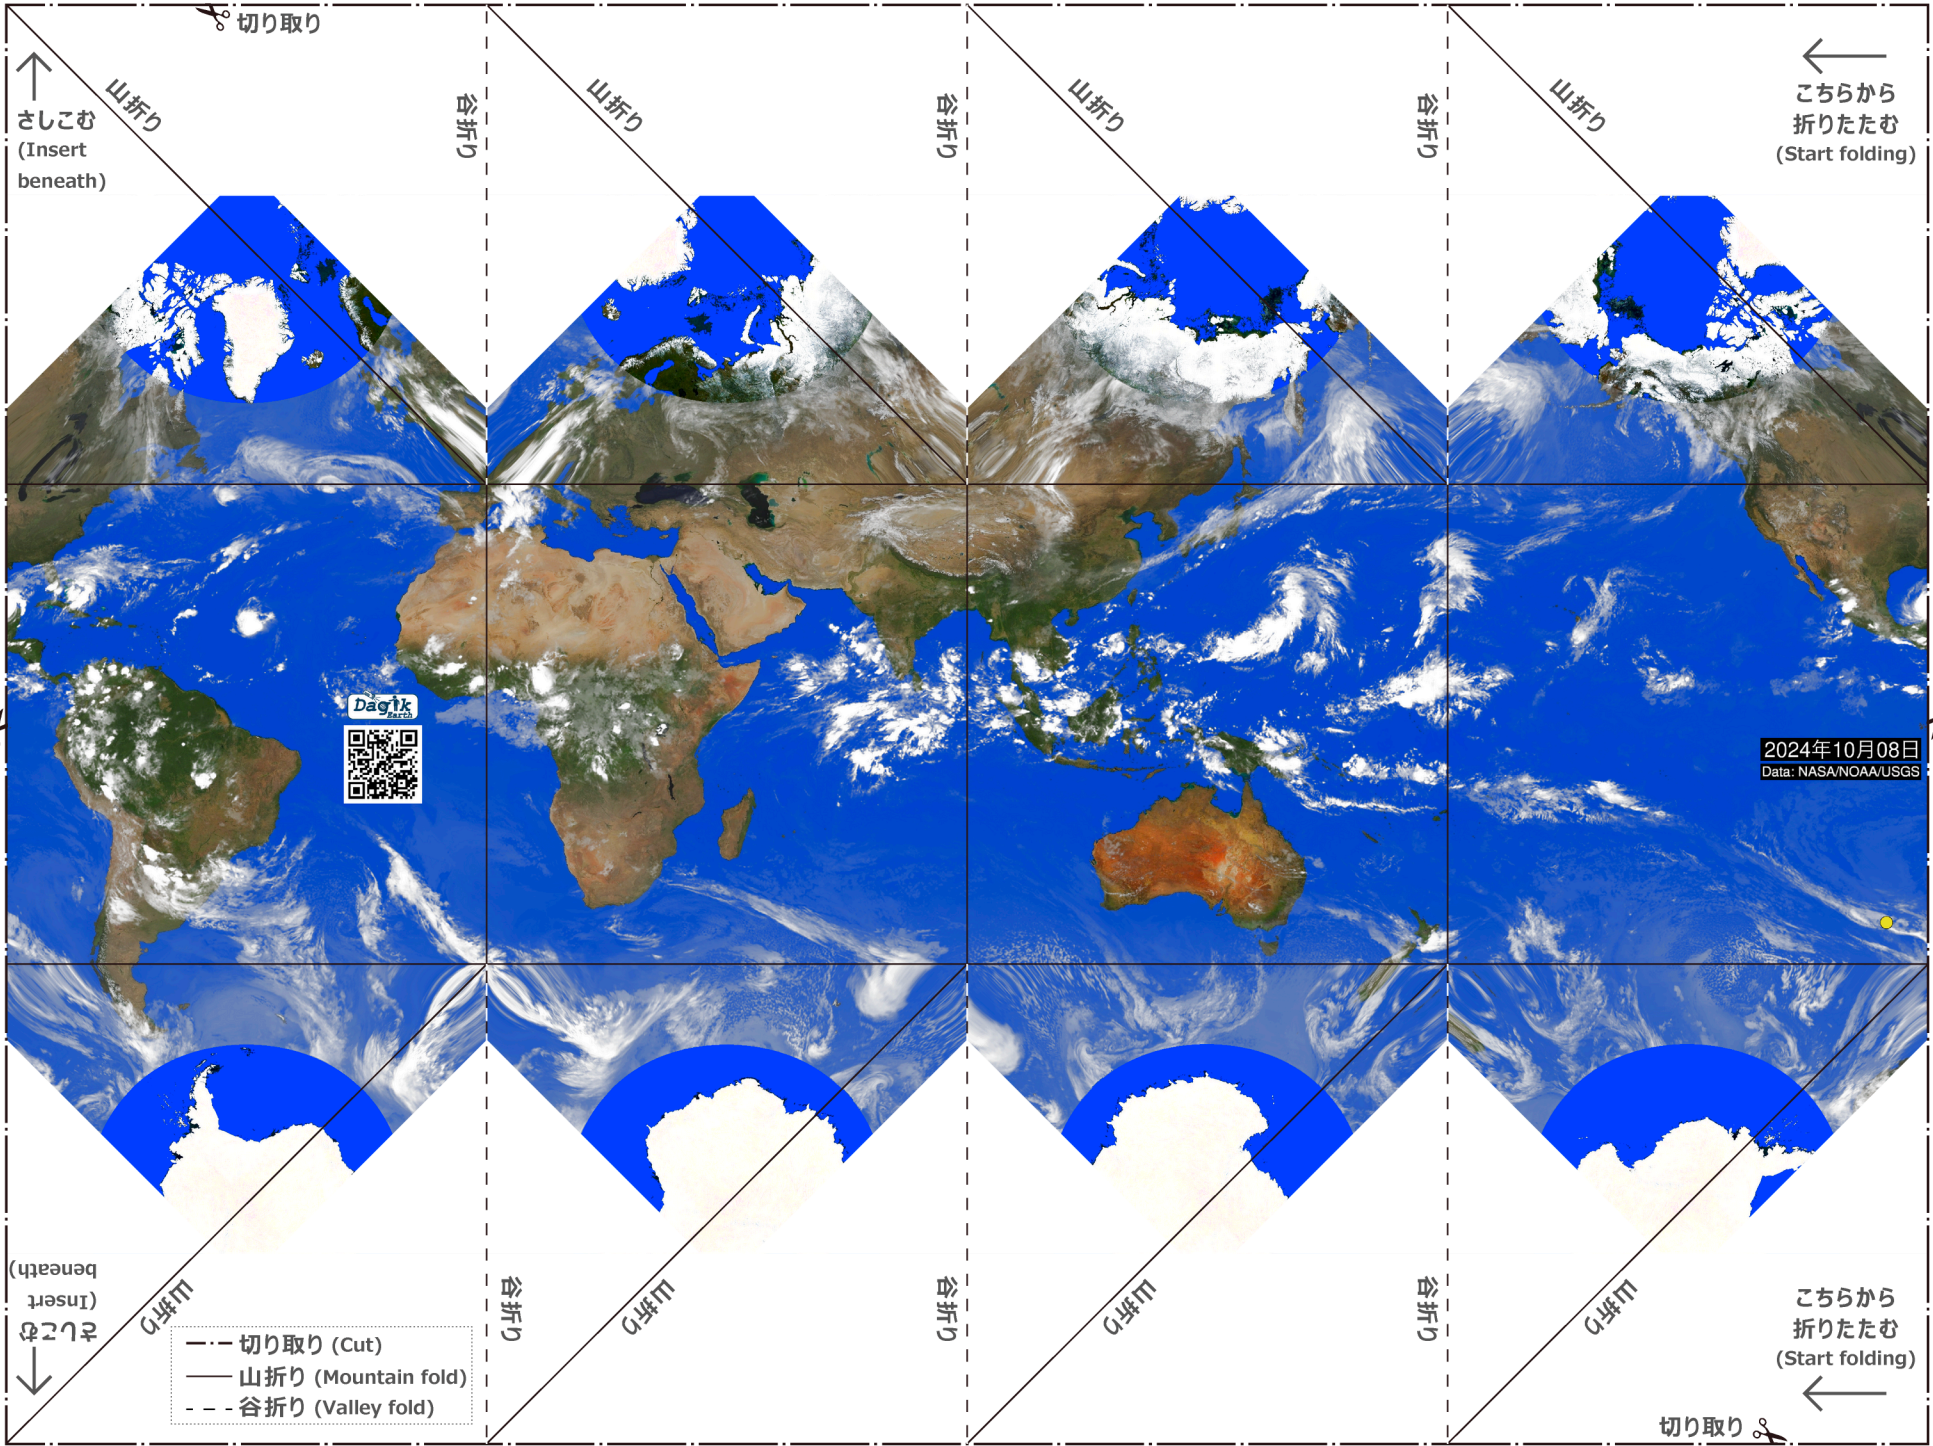 切り取り
さしこむ
(Insert
beneath)
山折り
谷折り
山折り
谷折り
山折り
谷折り
山折り
こちらから
折りたたむ
(Start folding)
Dagik
Earth
2024年10月08日
Data: NASA/NOAA/USGS
さしこむ
(Insert
beneath)
山折り
谷折り
山折り
谷折り
山折り
谷折り
山折り
こちらから
折りたたむ
(Start folding)
切り取り (Cut)
山折り (Mountain fold)
谷折り (Valley fold)
切り取り